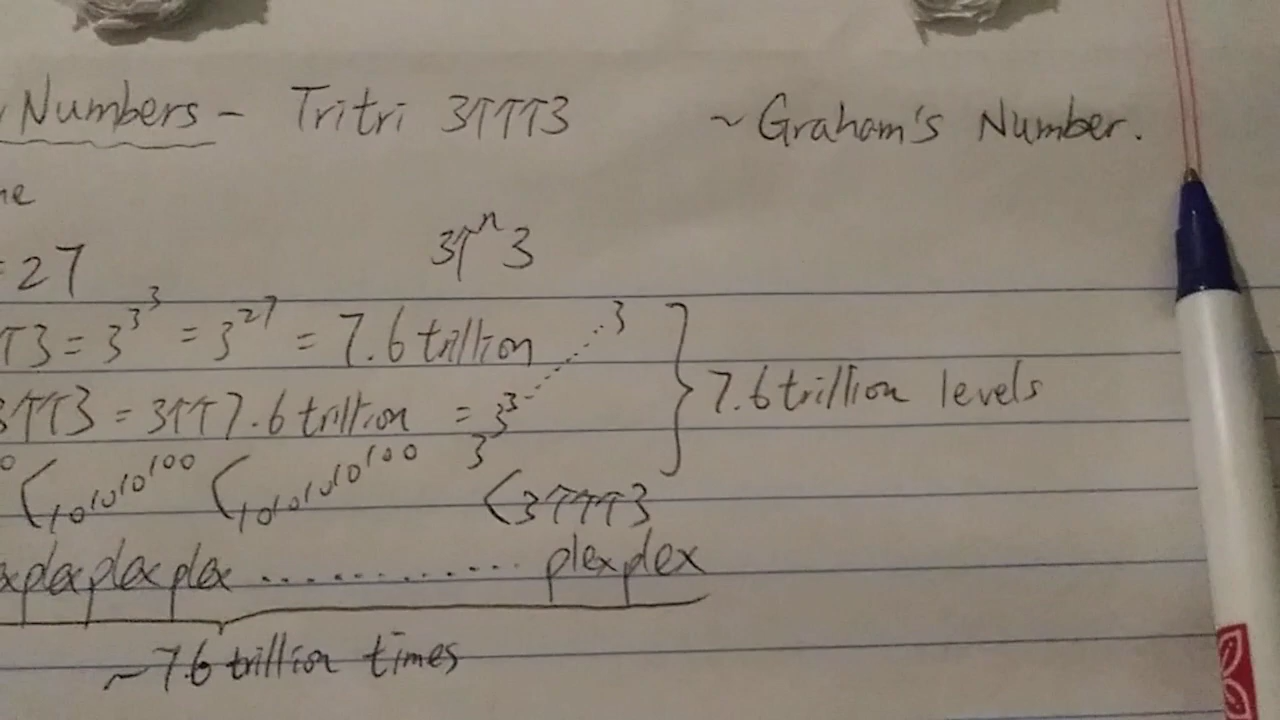 Numbers - Tritri 3↑↑↑3 ~ Graham's Number.
= 27
3↑ⁿ3
↑3 = 3^3^3 = 3^27 = 7.6 trillion
3↑↑↑3 = 3↑↑7.6 trillion = 3^3^3⋰3 } 7.6 trillion levels
<10^10^10^100 <10^10^10^10^100 <3↑↑↑3
plexplexplex ............ plexplex
~7.6 trillion times